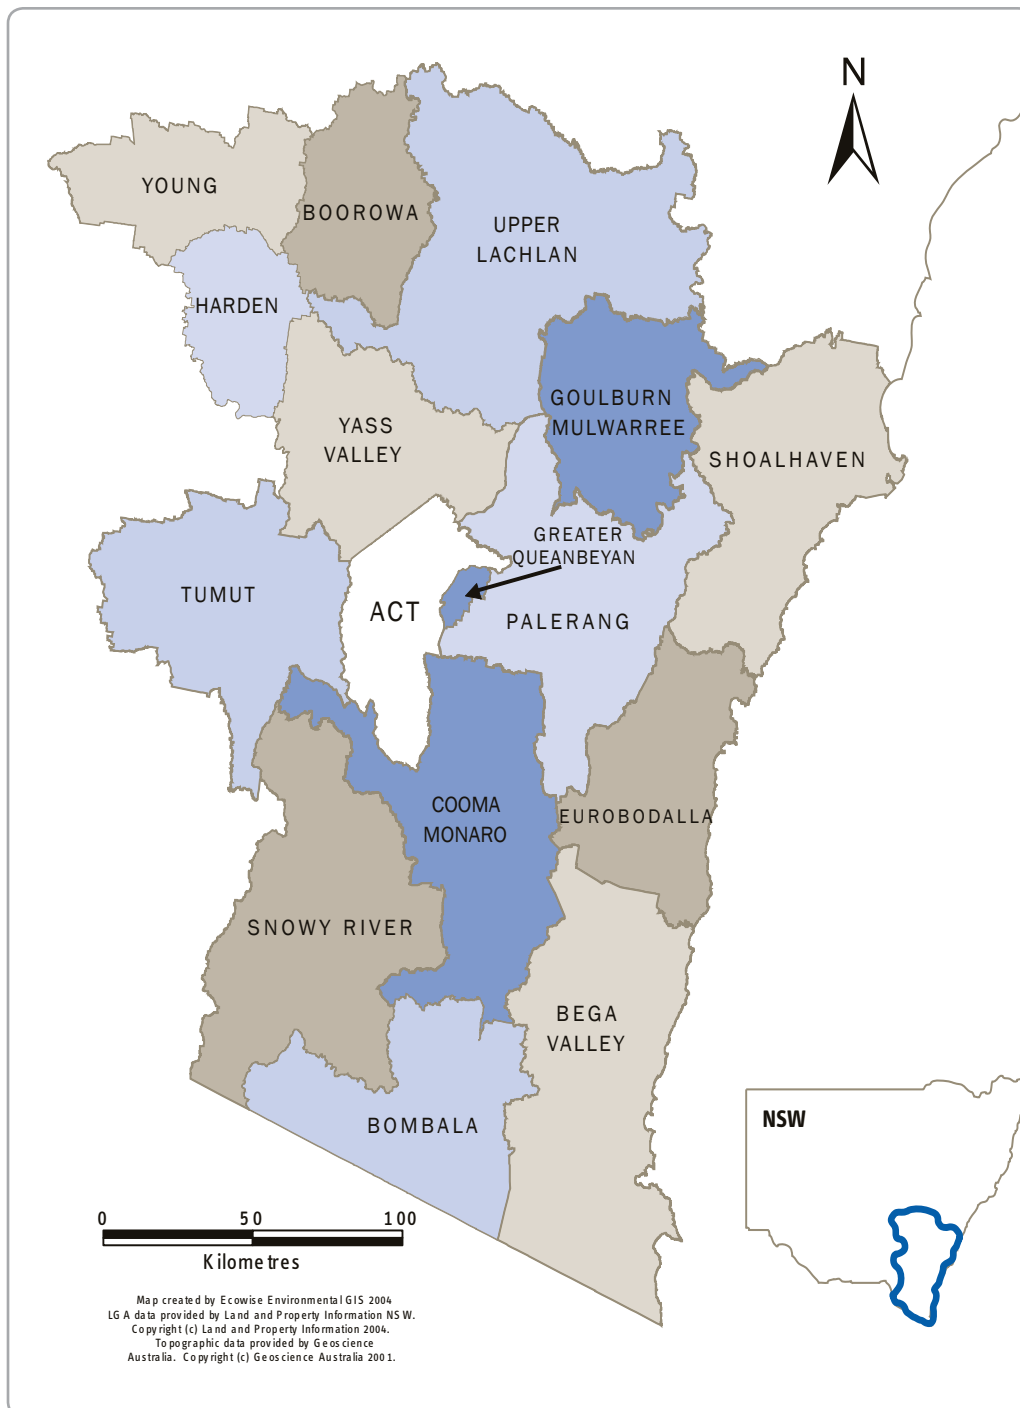 N
YOUNG
BOOROWA
UPPER
LACHLAN
HARDEN
GOULBURN
MULWARREE
YASS
VALLEY
SHOALHAVEN
GREATER
QUEANBEYAN
TUMUT
ACT
PALERANG
COOMA
MONARO
EUROBODALLA
SNOWY RIVER
BEGA
VALLEY
BOMBALA
NSW
0 50 100
Kilometres
Map created by Ecowise Environmental GIS 2004
LGA data provided by Land and Property Information NSW.
Copyright (c) Land and Property Information 2004.
Topographic data provided by Geoscience
Australia. Copyright (c) Geoscience Australia 2001.